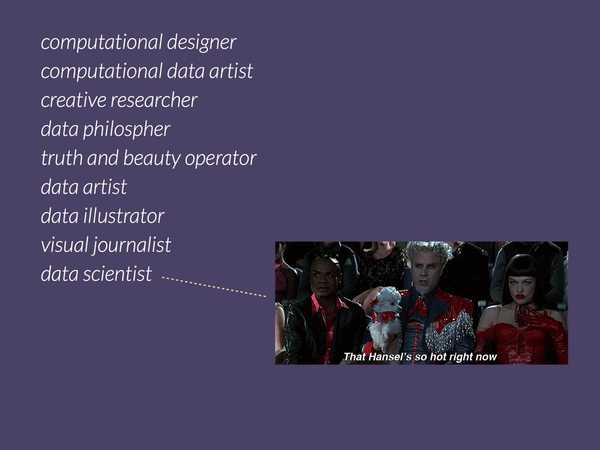 computational designer
computational data artist
creative researcher
data philospher
truth and beauty operator
data artist
data illustrator
visual journalist
data scientist
That Hansel's so hot right now